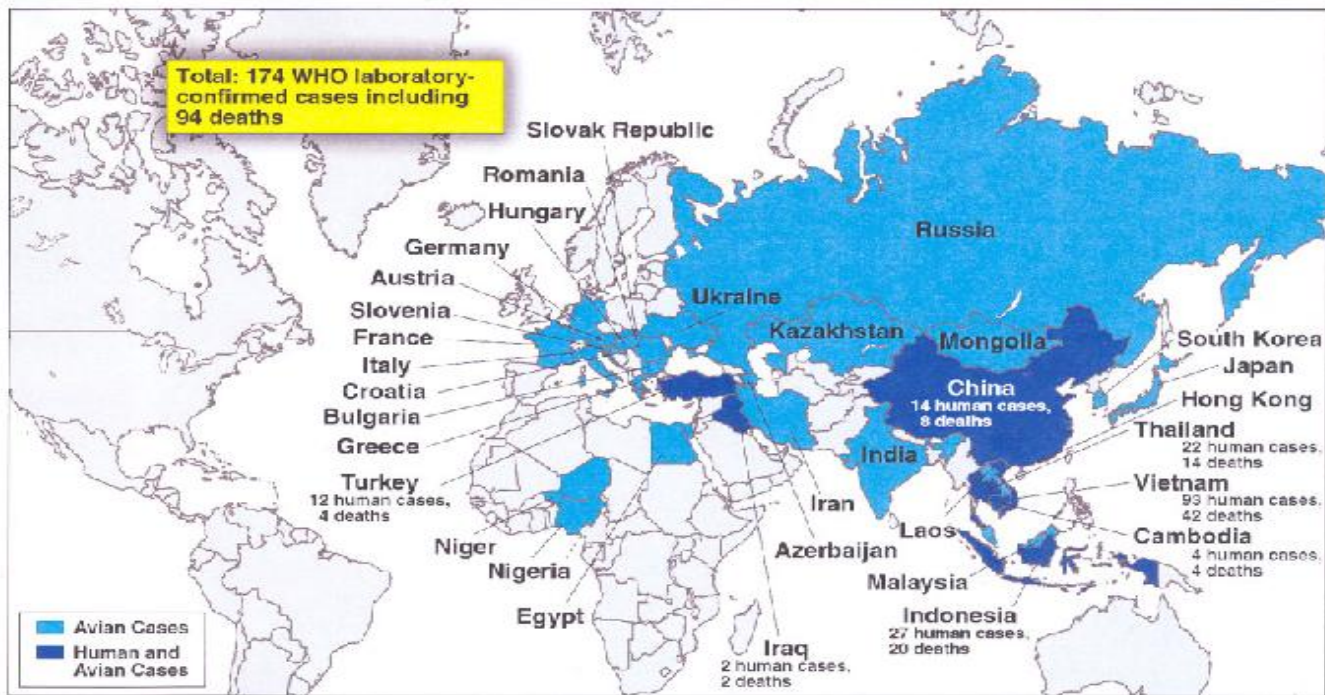 Total: 174 WHO laboratory-
confirmed cases including
94 deaths
Slovak Republic
Romania
Hungary
Germany
Austria
Slovenia
France
Italy
Croatia
Bulgaria
Greece
Turkey
12 human cases,
4 deaths
Niger
Nigeria
Egypt
Iraq
2 human cases,
2 deaths
Azerbaijan
Iran
Ukraine
Kazakhstan
Russia
Mongolia
China
14 human cases,
8 deaths
India
South Korea
Japan
Hong Kong
Thailand
22 human cases,
14 deaths
Vietnam
93 human cases,
42 deaths
Laos
Cambodia
4 human cases,
4 deaths
Malaysia
Indonesia
27 human cases,
20 deaths
Avian Cases
Human and
Avian Cases